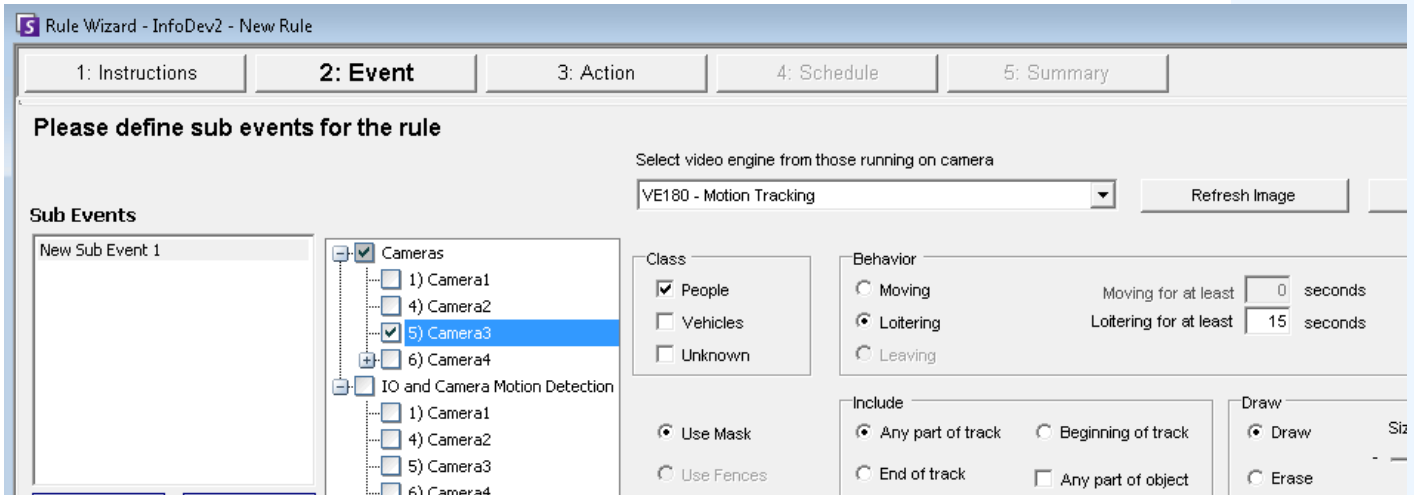 Rule Wizard - InfoDev2 - New Rule
1: Instructions
2: Event
3: Action
4: Schedule
5: Summary
Please define sub events for the rule
Select video engine from those running on camera
VE180 - Motion Tracking
Refresh Image
Sub Events
New Sub Event 1
Cameras
1) Camera1
4) Camera2
5) Camera3
6) Camera4
IO and Camera Motion Detection
1) Camera1
4) Camera2
5) Camera3
6) Camera4
Class
People
Vehicles
Unknown
Behavior
Moving
Moving for at least 0 seconds
Loitering
Loitering for at least 15 seconds
Leaving
Use Mask
Use Fences
Include
Any part of track
Beginning of track
End of track
Any part of object
Draw
Draw
Erase
-